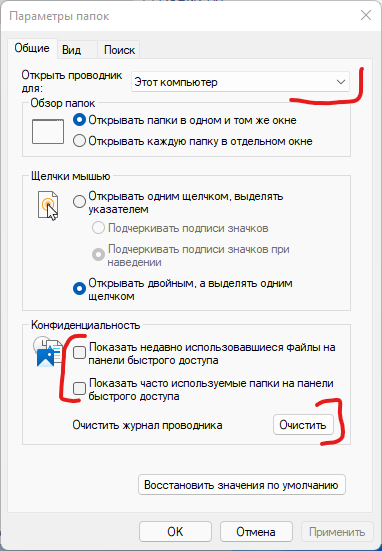 Параметры папок
Общие
Вид
Поиск
Открыть проводник
для:
Этот компьютер
Обзор папок
Открывать папки в одном и том же окне
Открывать каждую папку в отдельном окне
Щелчки мышью
Открывать одним щелчком, выделять
указателем
Подчеркивать подписи значков
Подчеркивать подписи значков при
наведении
Открывать двойным, а выделять одним
щелчком
Конфиденциальность
Показать недавно использовавшиеся файлы на
панели быстрого доступа
Показать часто используемые папки на панели
быстрого доступа
Очистить журнал проводника
Очистить
Восстановить значения по умолчанию
OK
Отмена
Применить